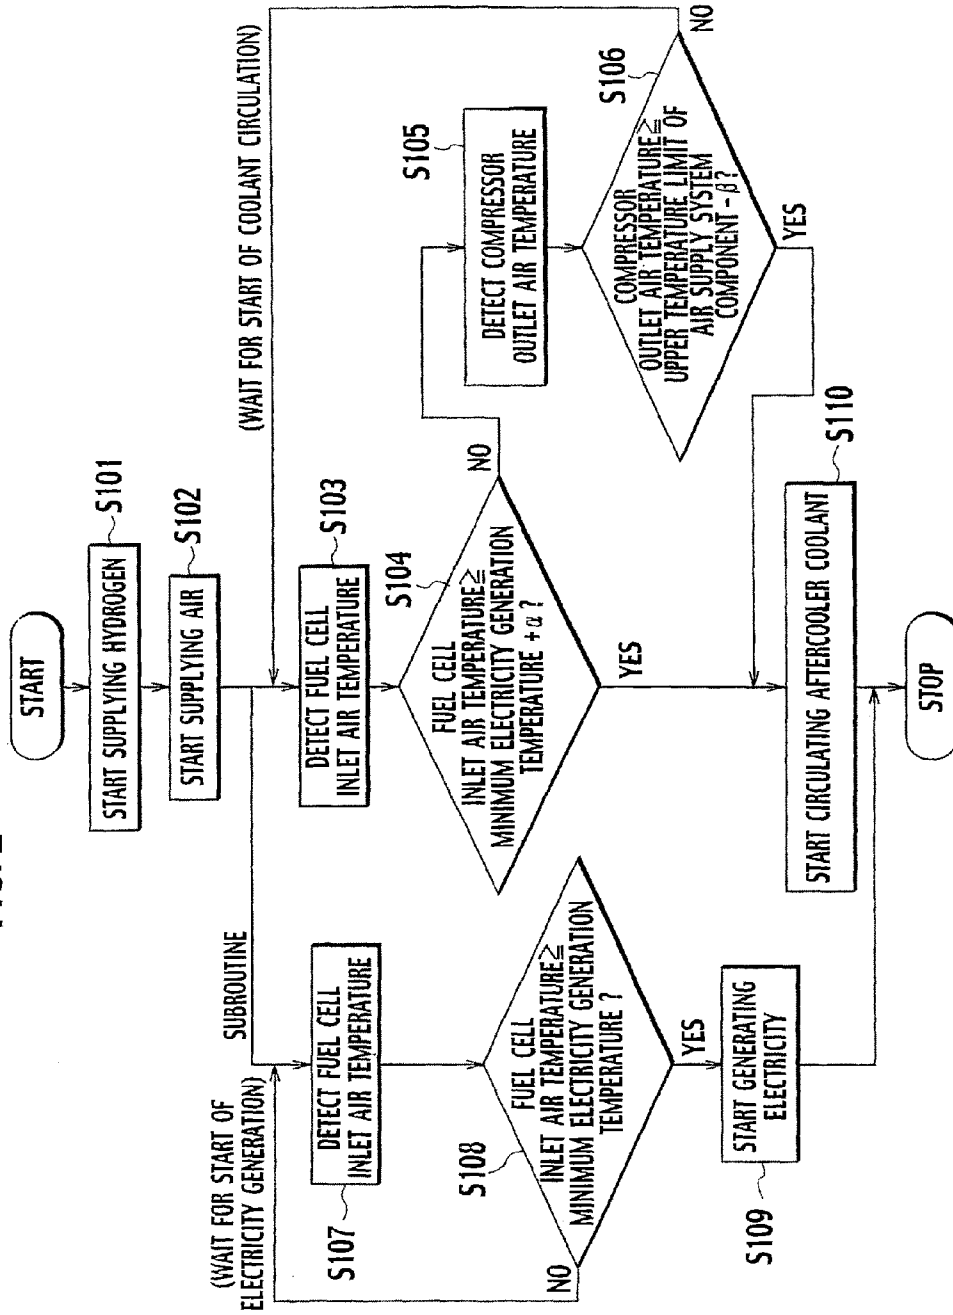 START
START SUPPLYING HYDROGEN
S101
START SUPPLYING AIR
S102
SUBROUTINE
(WAIT FOR START OF COOLANT CIRCULATION)
(WAIT FOR START OF
ELECTRICITY GENERATION)
DETECT FUEL CELL
INLET AIR TEMPERATURE
S107
DETECT FUEL CELL
INLET AIR TEMPERATURE
S103
FUEL CELL
INLET AIR TEMPERATURE≧
MINIMUM ELECTRICITY GENERATION
TEMPERATURE ?
S108
NO
YES
FUEL CELL
INLET AIR TEMPERATURE≧
MINIMUM ELECTRICITY GENERATION
TEMPERATURE +α ?
S104
NO
YES
DETECT COMPRESSOR
OUTLET AIR TEMPERATURE
S105
COMPRESSOR
OUTLET AIR TEMPERATURE≧
UPPER TEMPERATURE LIMIT OF
AIR SUPPLY SYSTEM
COMPONENT - β ?
S106
NO
YES
START GENERATING
ELECTRICITY
S109
START CIRCULATING AFTERCOOLER COOLANT
S110
STOP